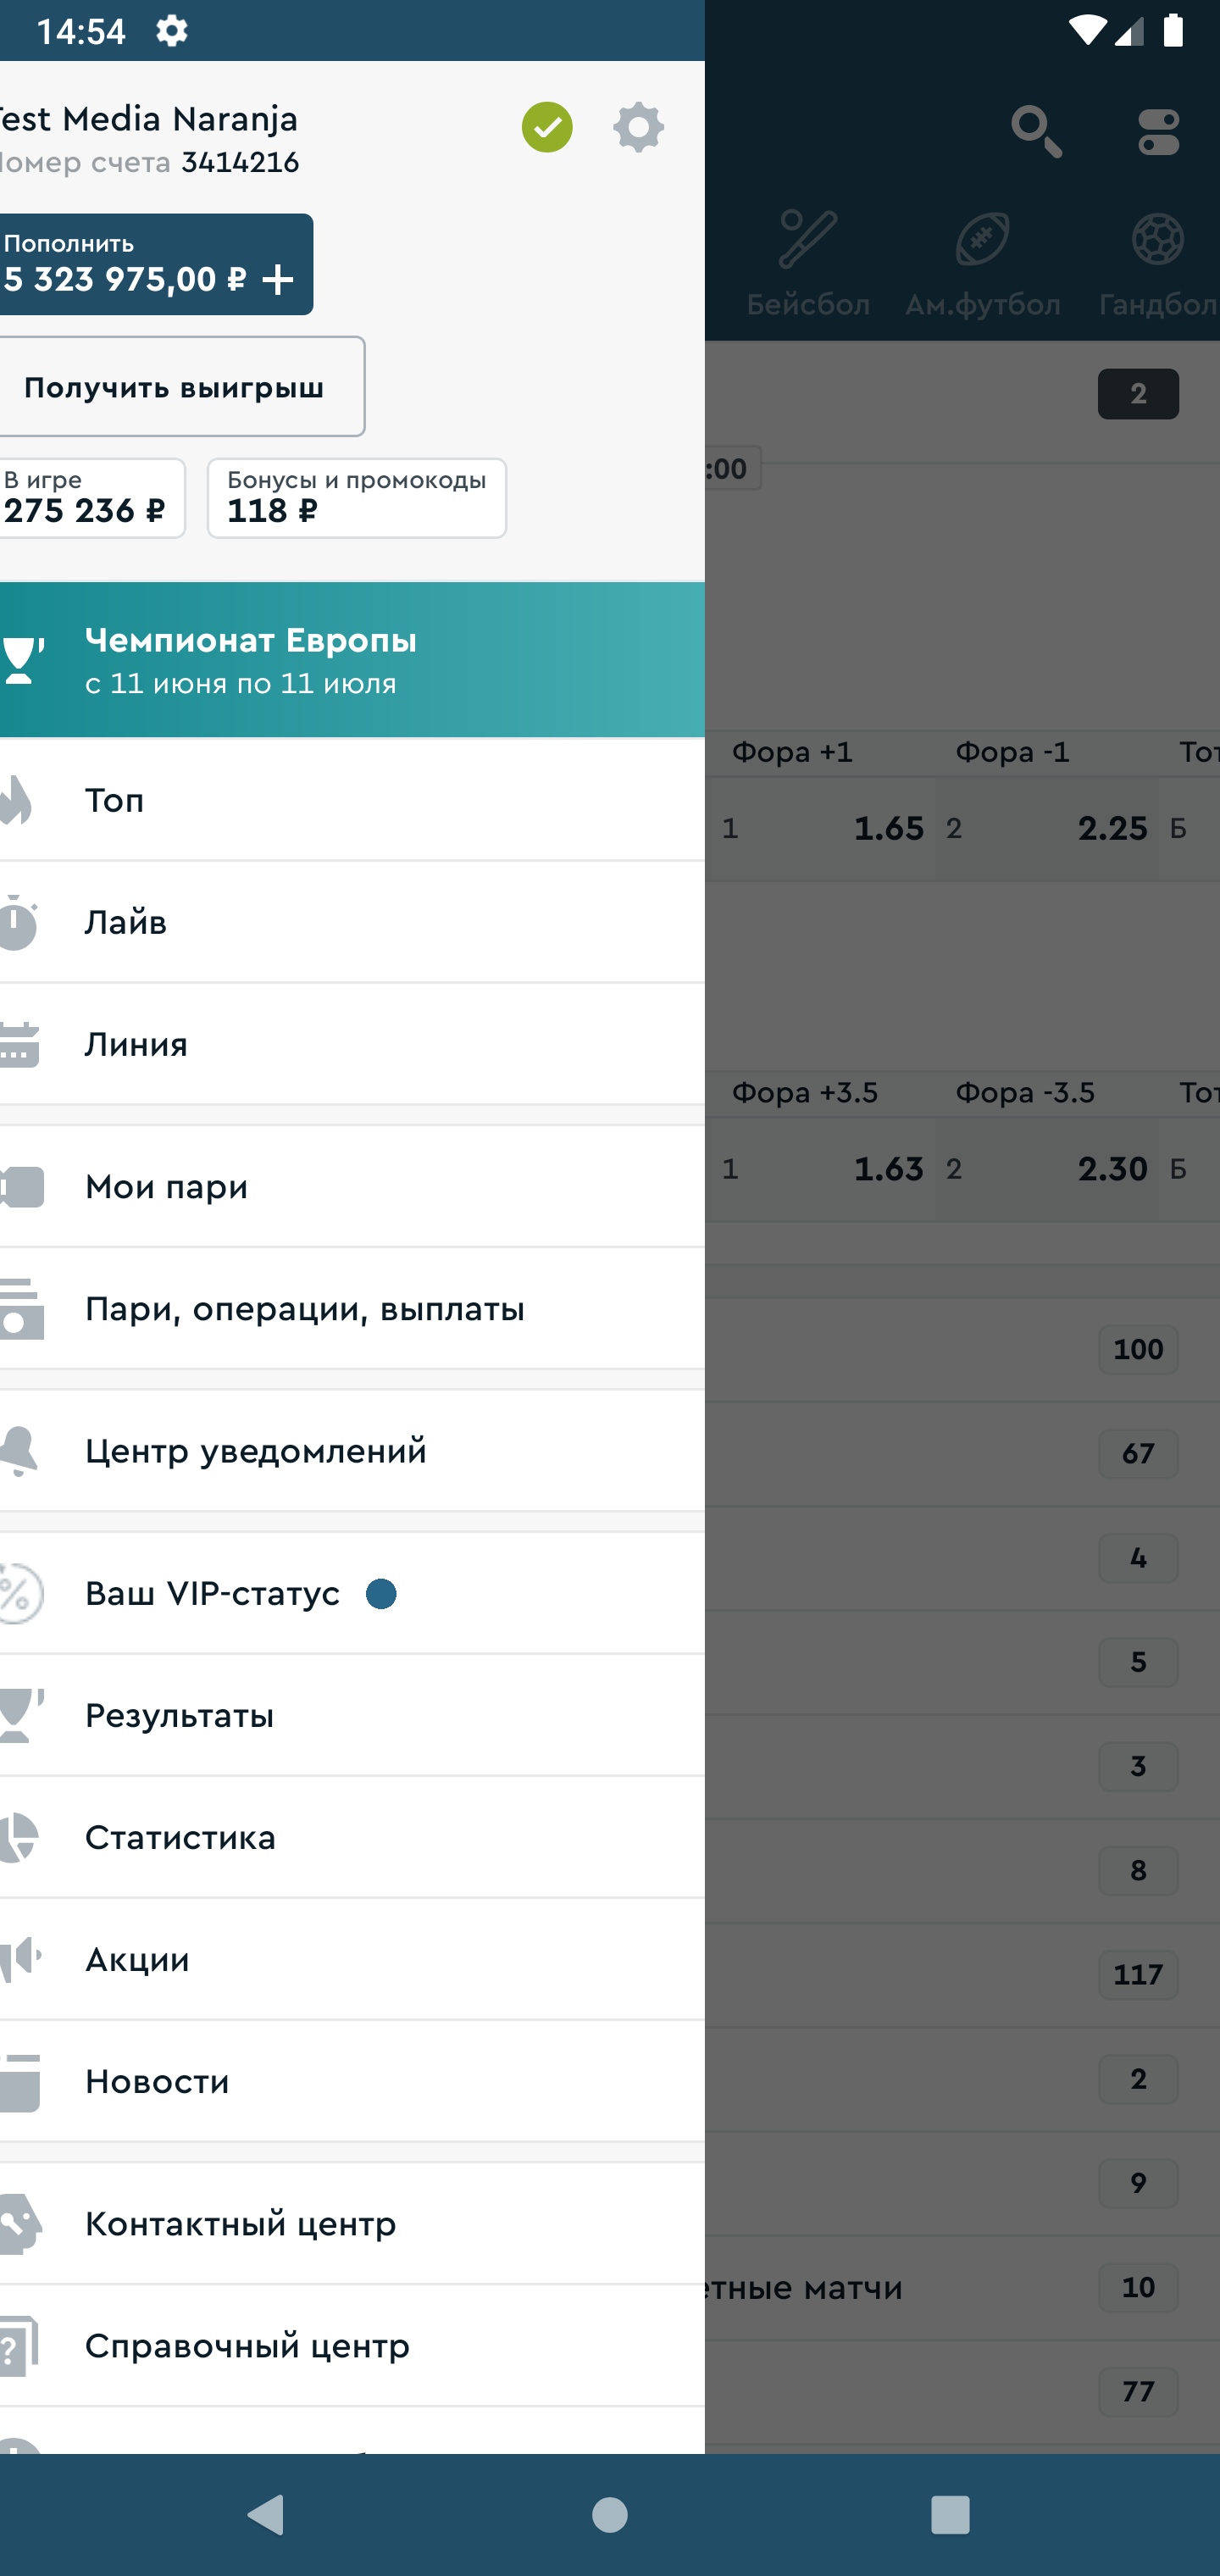 14:54
est Media Naranja
омер счета 3414216
Пополнить
5 323 975,00 ₽ +
Получить выигрыш
В игре
275 236 ₽
Бонусы и промокоды
118 ₽
Чемпионат Европы
с 11 июня по 11 июля
Топ
Лайв
Линия
Мои пари
Пари, операции, выплаты
Центр уведомлений
Ваш VIP-статус
Результаты
Статистика
Акции
Новости
Контактный центр
Справочный центр
Бейсбол
Ам.футбол
Гандбол
2
:00
Фора +1 Фора -1 Тот
1 1.65 2 2.25 Б
Фора +3.5 Фора -3.5 Тот
1 1.63 2 2.30 Б
100
67
4
5
3
8
117
2
9
етные матчи 10
77